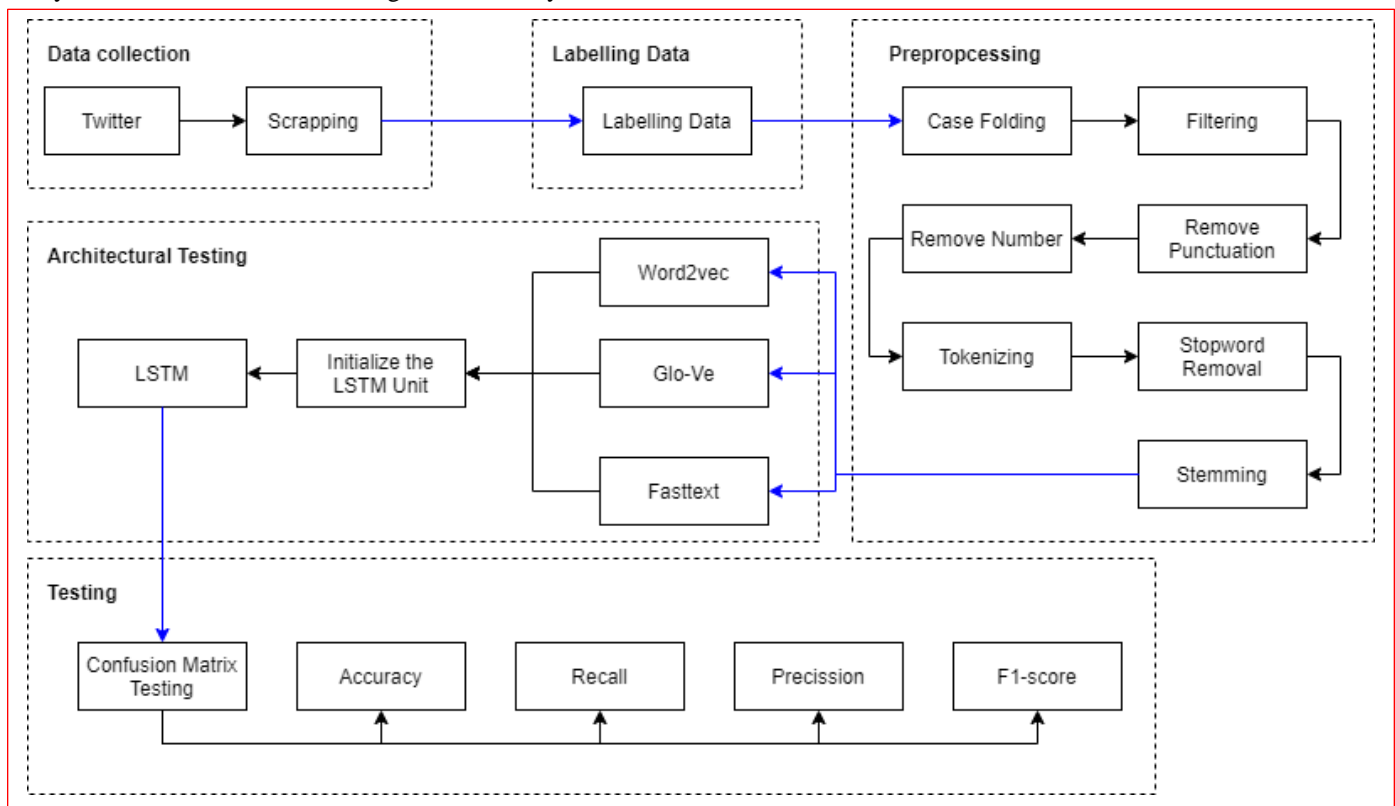 Data collection
Twitter
Scrapping
Labelling Data
Labelling Data
Prepropcessing
Case Folding
Filtering
Remove Number
Remove
Punctuation
Tokenizing
Stopword
Removal
Stemming
Architectural Testing
Word2vec
Glo-Ve
Fasttext
Initialize the
LSTM Unit
LSTM
Testing
Confusion Matrix
Testing
Accuracy
Recall
Precission
F1-score